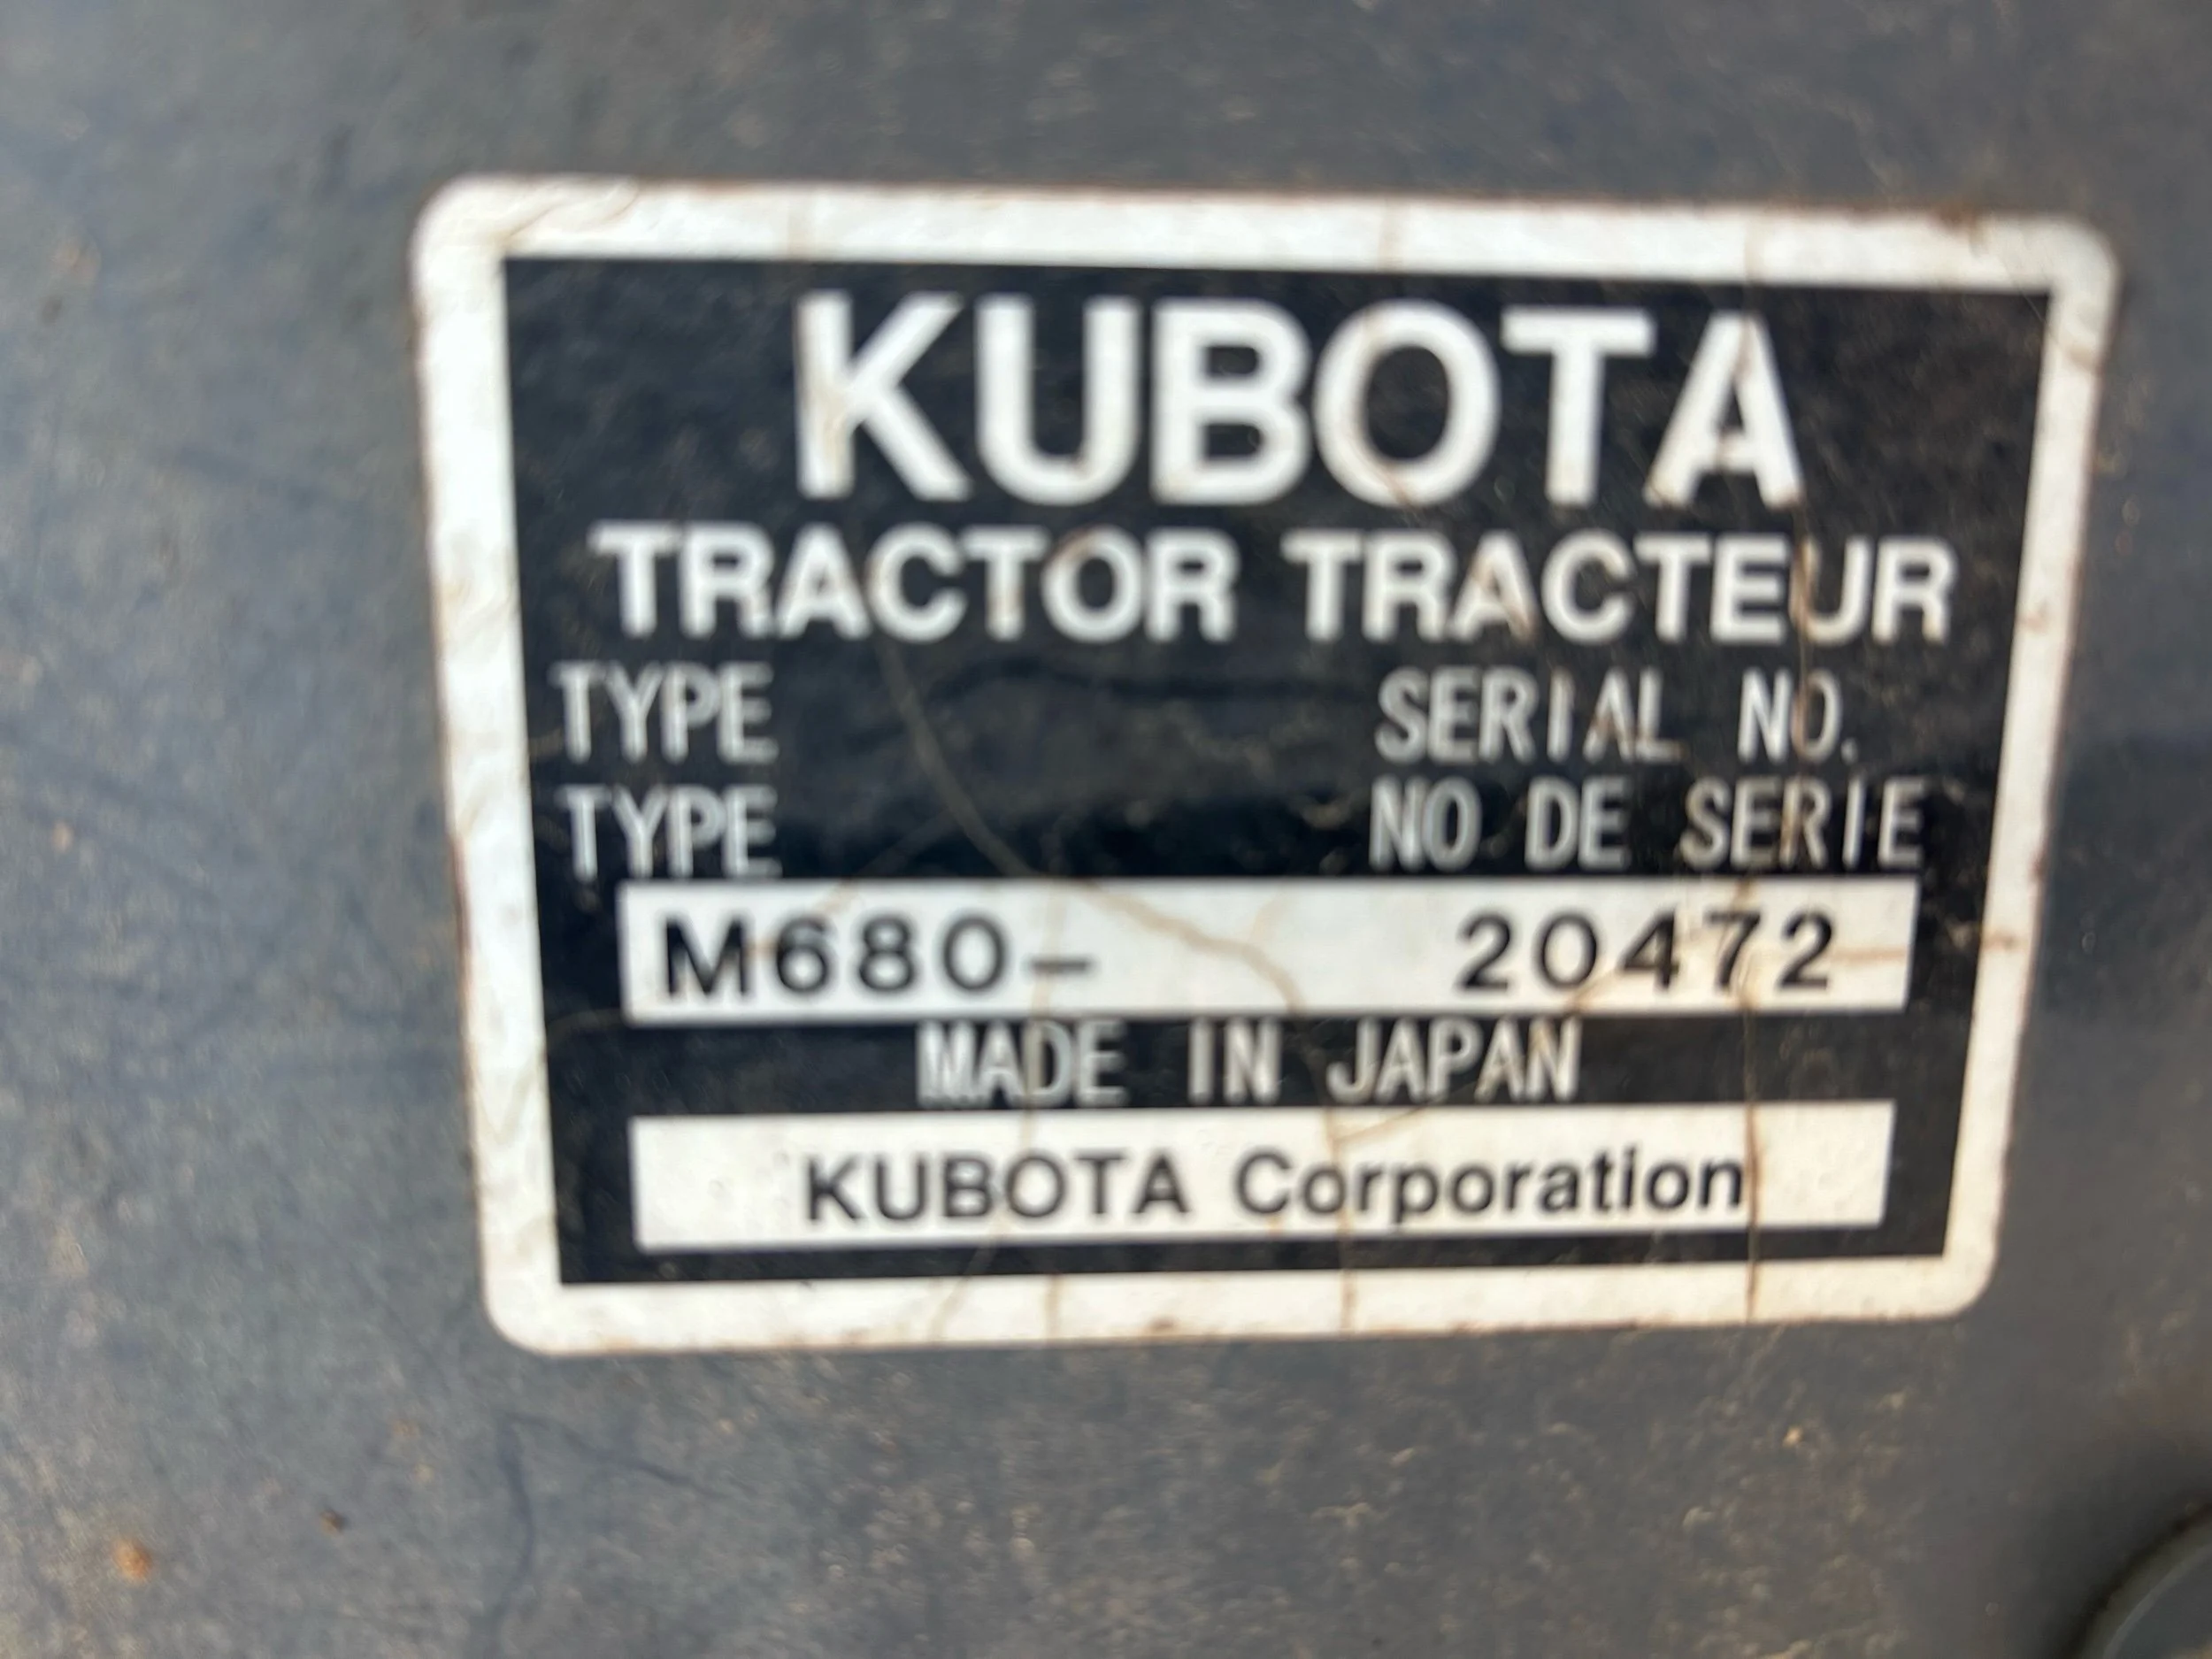 KUBOTA
TRACTOR TRACTEUR
TYPE SERIAL NO.
TYPE NO DE SERIE
M680- 20472
MADE IN JAPAN
KUBOTA Corporation